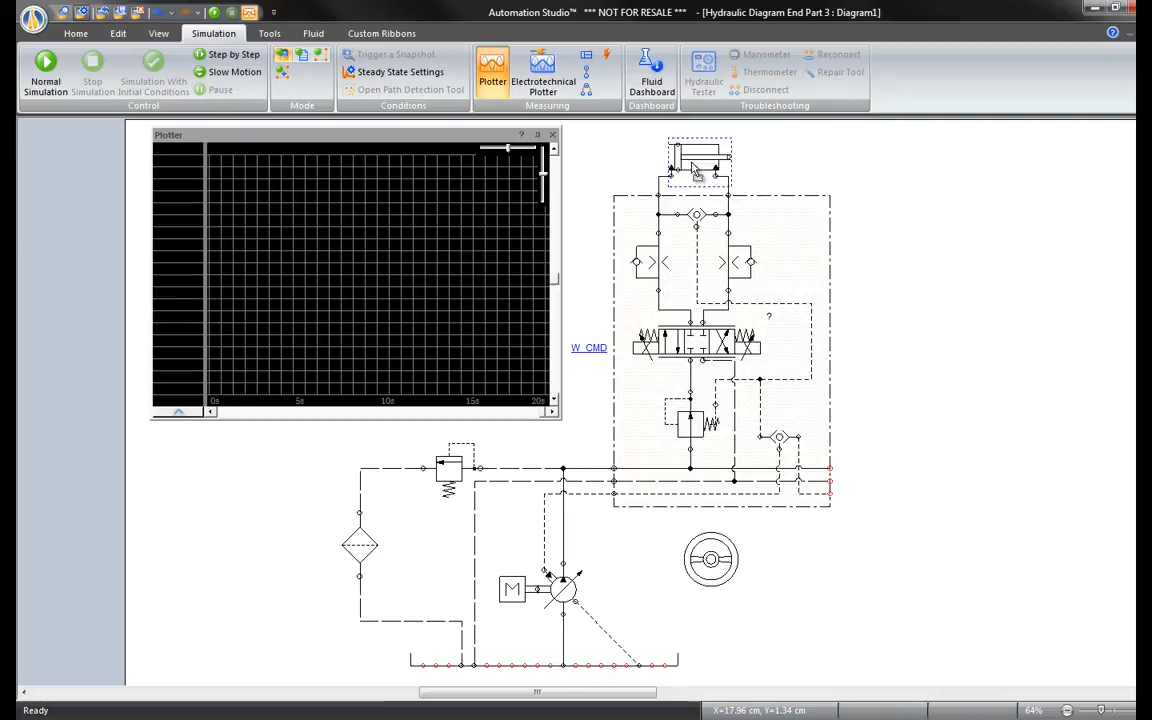 Automation Studio™ *** NOT FOR RESALE *** - [Hydraulic Diagram End Part 3 : Diagram1]
Home Edit View Simulation Tools Fluid Custom Ribbons
Normal Simulation
Stop Simulation
Simulation With Initial Conditions
Step by Step
Slow Motion
Pause
Control
Mode
Trigger a Snapshot
Steady State Settings
Open Path Detection Tool
Conditions
Plotter
Electrotechnical Plotter
Measuring
Fluid Dashboard
Dashboard
Hydraulic Tester
Manometer
Thermometer
Disconnect
Reconnect
Repair Tool
Troubleshooting
Plotter
0s 5s 10s 15s 20s
?
W_CMD
M
Ready
X=17.96 cm, Y=1.34 cm
64%